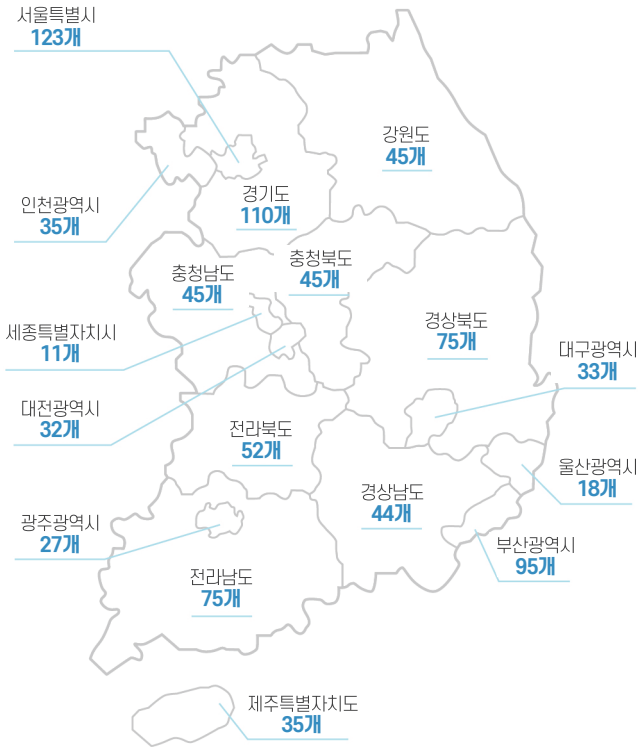 서울특별시
123개
강원도
45개
경기도
110개
인천광역시
35개
충청남도
45개
충청북도
45개
세종특별자치시
11개
경상북도
75개
대구광역시
33개
대전광역시
32개
전라북도
52개
울산광역시
18개
경상남도
44개
광주광역시
27개
부산광역시
95개
전라남도
75개
제주특별자치도
35개